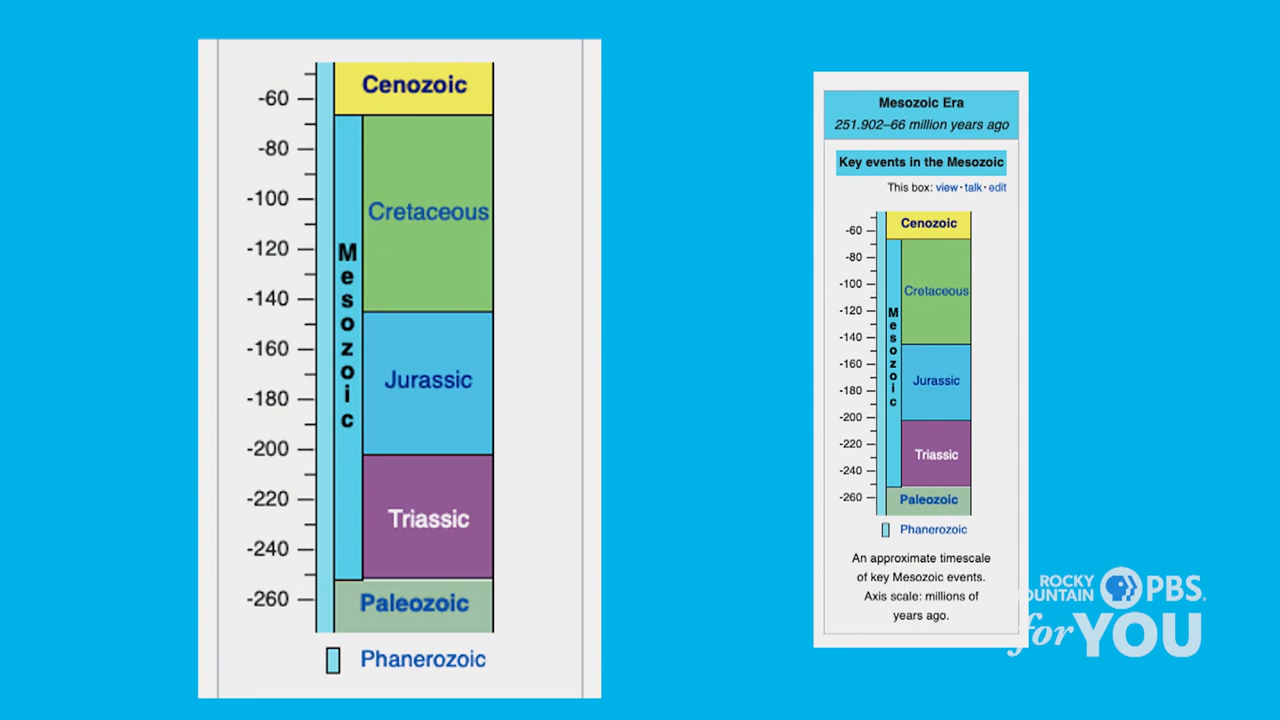 Cenozoic
-60
-80
-100
Cretaceous
-120
-140
Mesozoic
-160
Jurassic
-180
-200
-220
Triassic
-240
-260
Paleozoic
Phanerozoic
Mesozoic Era
251.902–66 million years ago
Key events in the Mesozoic
This box: view · talk · edit
Cenozoic
-60
-80
-100
Cretaceous
-120
-140
Mesozoic
-160
-180
Jurassic
-200
-220
Triassic
-240
-260
Paleozoic
Phanerozoic
An approximate timescale
of key Mesozoic events.
Axis scale: millions of
years ago.
ROCKY
MOUNTAIN PBS.
for YOU